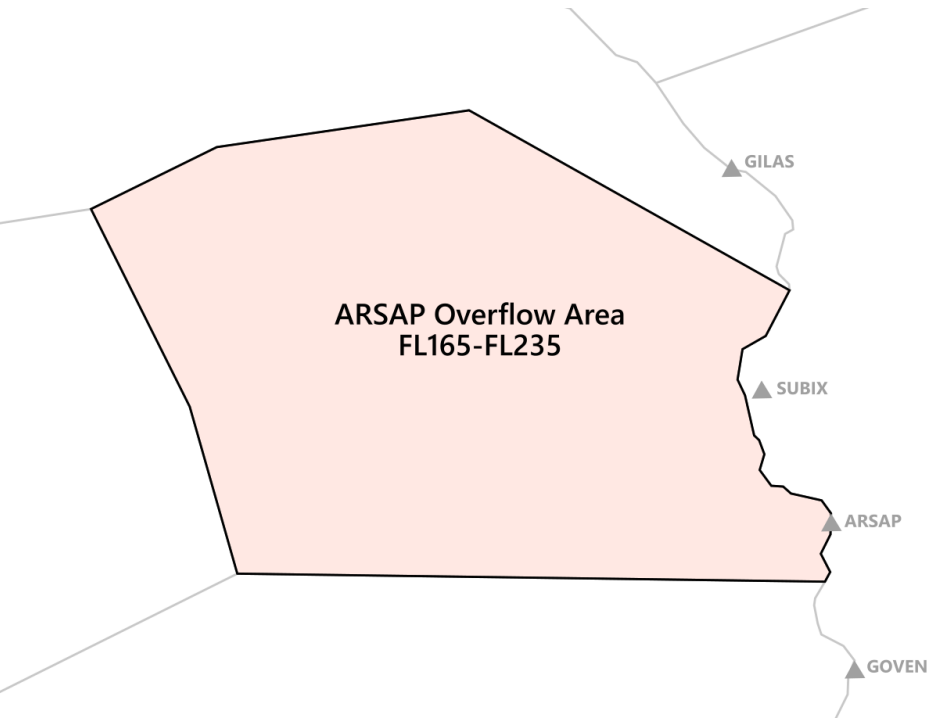 GILAS
ARSAP Overflow Area
FL165-FL235
SUBIX
ARSAP
GOVEN